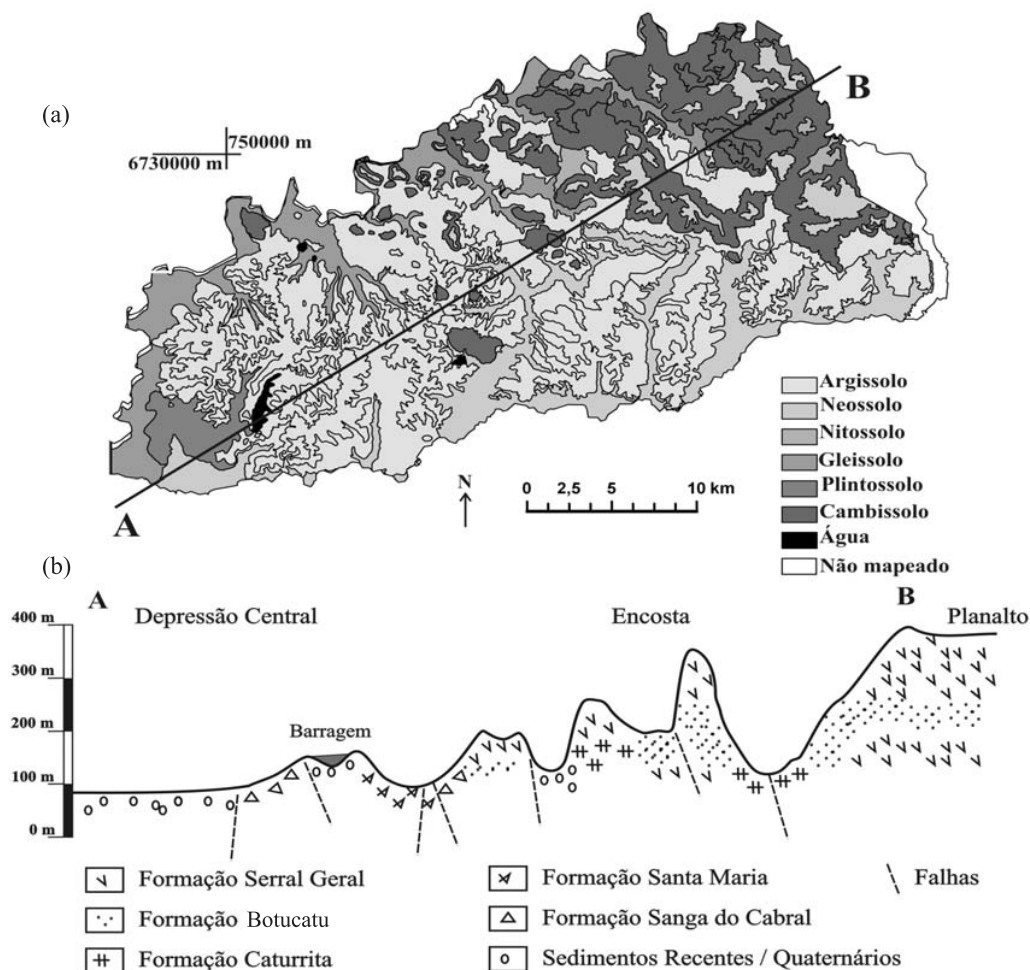 (a)
B
750000 m
6730000 m
A
N
0 2,5 5 10 km
Argissolo
Neossolo
Nitossolo
Gleissolo
Plintossolo
Cambissolo
Água
Não mapeado
(b)
A
B
Depressão Central
Encosta
Planalto
400 m
300 m
200 m
100 m
0 m
Barragem
Formação Serral Geral
Formação Botucatu
Formação Caturrita
Formação Santa Maria
Formação Sanga do Cabral
Sedimentos Recentes / Quaternários
Falhas